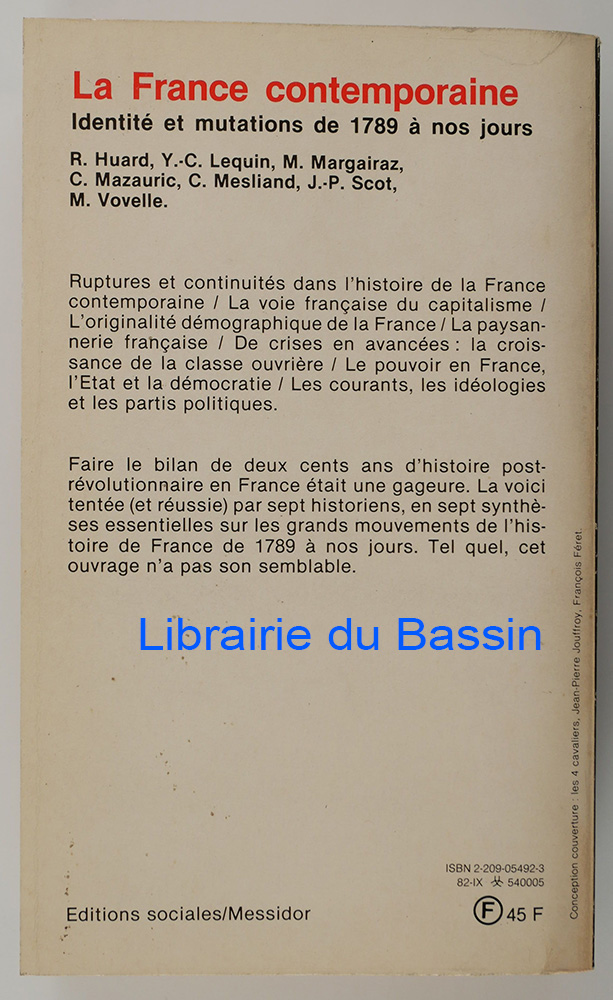 La France contemporaine
Identité et mutations de 1789 à nos jours
R. Huard, Y.-C. Lequin, M. Margairaz,
C. Mazauric, C. Mesliand, J.-P. Scot,
M. Vovelle.
Ruptures et continuités dans l'histoire de la France
contemporaine / La voie française du capitalisme /
L'originalité démographique de la France / La paysan-
nerie française / De crises en avancées : la crois-
sance de la classe ouvrière / Le pouvoir en France,
l'Etat et la démocratie / Les courants, les idéologies
et les partis politiques.
Faire le bilan de deux cents ans d'histoire post-
révolutionnaire en France était une gageure. La voici
tentée (et réussie) par sept historiens, en sept synthè-
ses essentielles sur les grands mouvements de l'his-
toire de France de 1789 à nos jours. Tel quel, cet
ouvrage n'a pas son semblable.
Librairie du Bassin
ISBN 2-209-05492-3
82-IX 540005
Editions sociales/Messidor
F 45 F
Conception couverture : les 4 cavaliers, Jean-Pierre Jouffroy, François Féret.